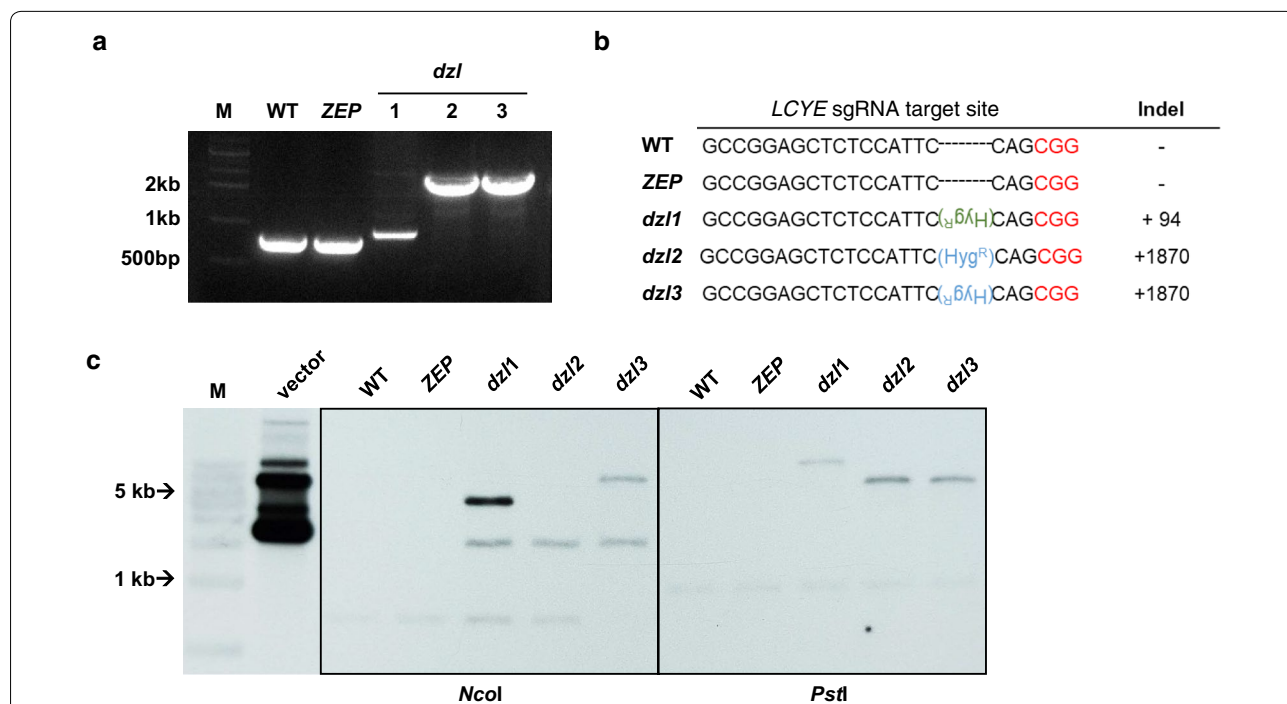 a
dzl
M WT ZEP 1 2 3
2kb
1kb
500bp
b
LCYE sgRNA target site Indel
WT GCCGGAGCTCTCCATTC--------CAGCGG -
ZEP GCCGGAGCTCTCCATTC--------CAGCGG -
dzl1 GCCGGAGCTCTCCATTC(HygR)CAGCGG + 94
dzl2 GCCGGAGCTCTCCATTC(HygR)CAGCGG +1870
dzl3 GCCGGAGCTCTCCATTC(HygR)CAGCGG +1870
c
M vector WT ZEP dzl1 dzl2 dzl3 WT ZEP dzl1 dzl2 dzl3
5 kb→
1 kb→
NcoI PstI